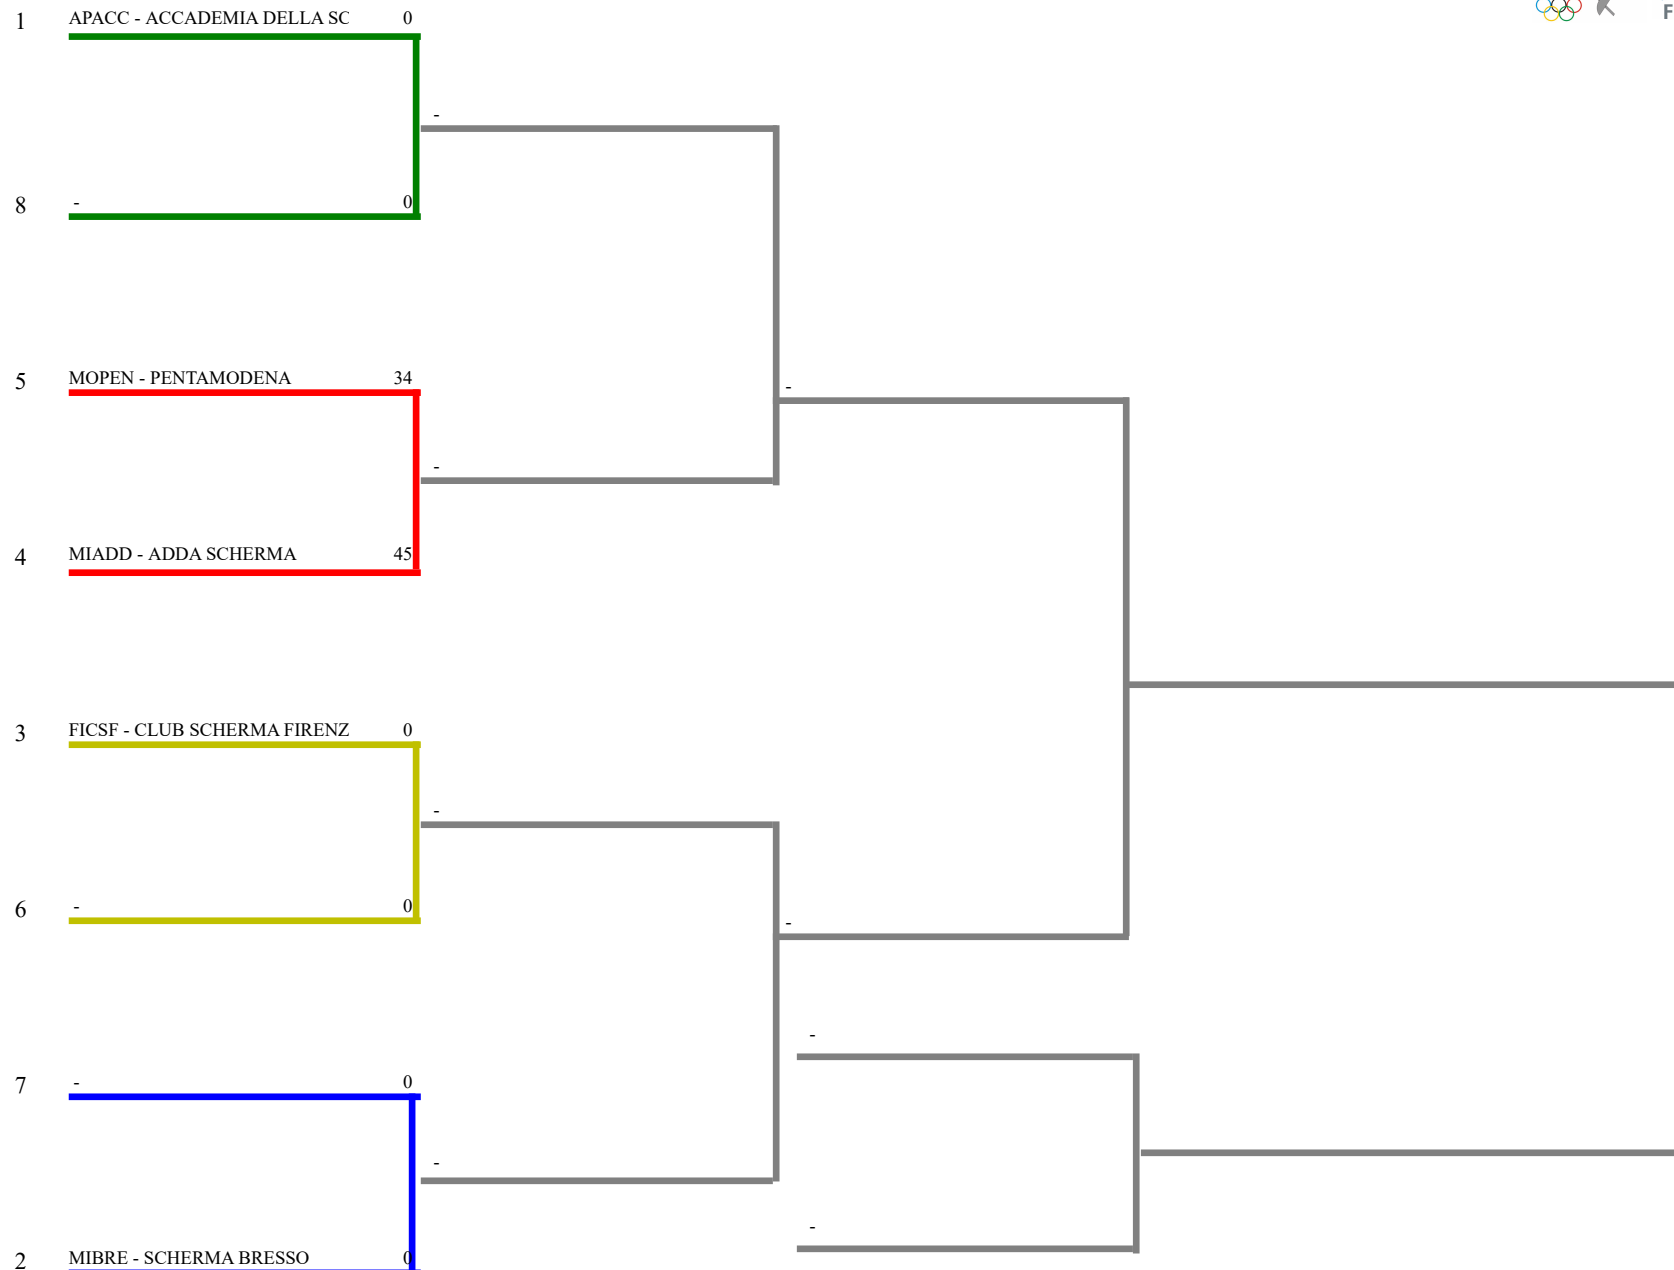 F
1 APACC - ACCADEMIA DELLA SC 0
-
8 - 0
5 MOPEN - PENTAMODENA 34
-
-
4 MIADD - ADDA SCHERMA 45
3 FICSF - CLUB SCHERMA FIRENZ 0
-
6 - 0
-
-
7 - 0
-
-
2 MIBRE - SCHERMA BRESSO 0